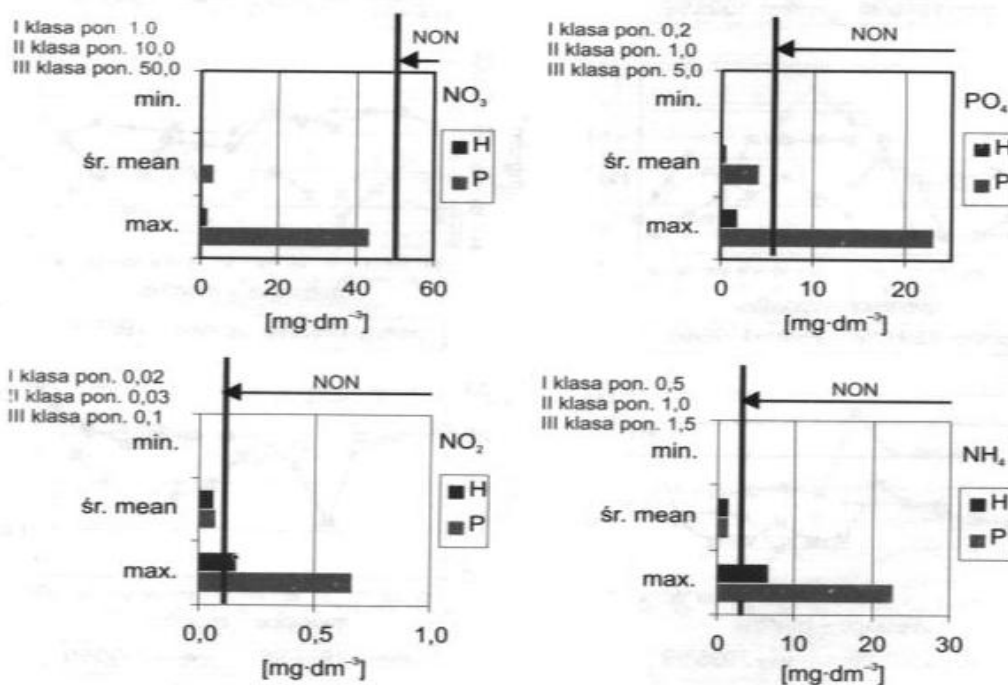 I klasa pon 1.0
II klasa pon. 10,0
III klasa pon. 50,0
NON
min.
śr. mean
max.
NO₃
H
P
0 20 40 60
[mg·dm⁻³]
I klasa pon. 0,2
II klasa pon. 1,0
III klasa pon. 5,0
NON
min.
śr. mean
max.
PO₄
H
P
0 10 20
[mg·dm⁻³]
I klasa pon. 0,02
II klasa pon. 0,03
III klasa pon. 0,1
NON
min.
śr. mean
max.
NO₂
H
P
0,0 0,5 1,0
[mg·dm⁻³]
I klasa pon. 0,5
II klasa pon. 1,0
III klasa pon. 1,5
NON
min.
śr. mean
max.
NH₄
H
P
0 10 20 30
[mg·dm⁻³]